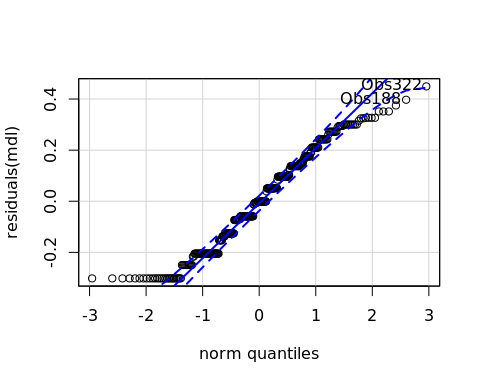 Obs322
Obs188
0.4
0.2
0.0
-0.2
residuals(mdl)
-3 -2 -1 0 1 2 3
norm quantiles